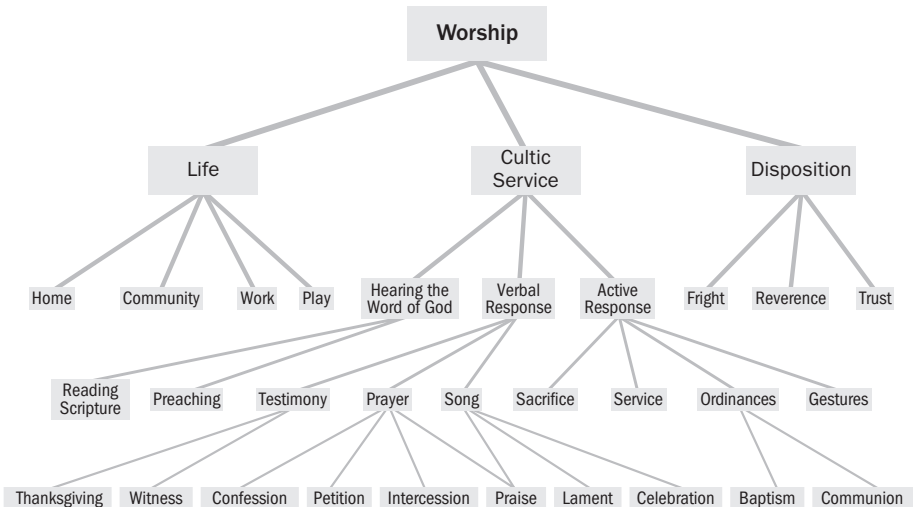 Worship
Life
Cultic
Service
Disposition
Home
Community
Work
Play
Hearing the
Word of God
Verbal
Response
Active
Response
Fright
Reverence
Trust
Reading
Scripture
Preaching
Testimony
Prayer
Song
Sacrifice
Service
Ordinances
Gestures
Thanksgiving
Witness
Confession
Petition
Intercession
Praise
Lament
Celebration
Baptism
Communion